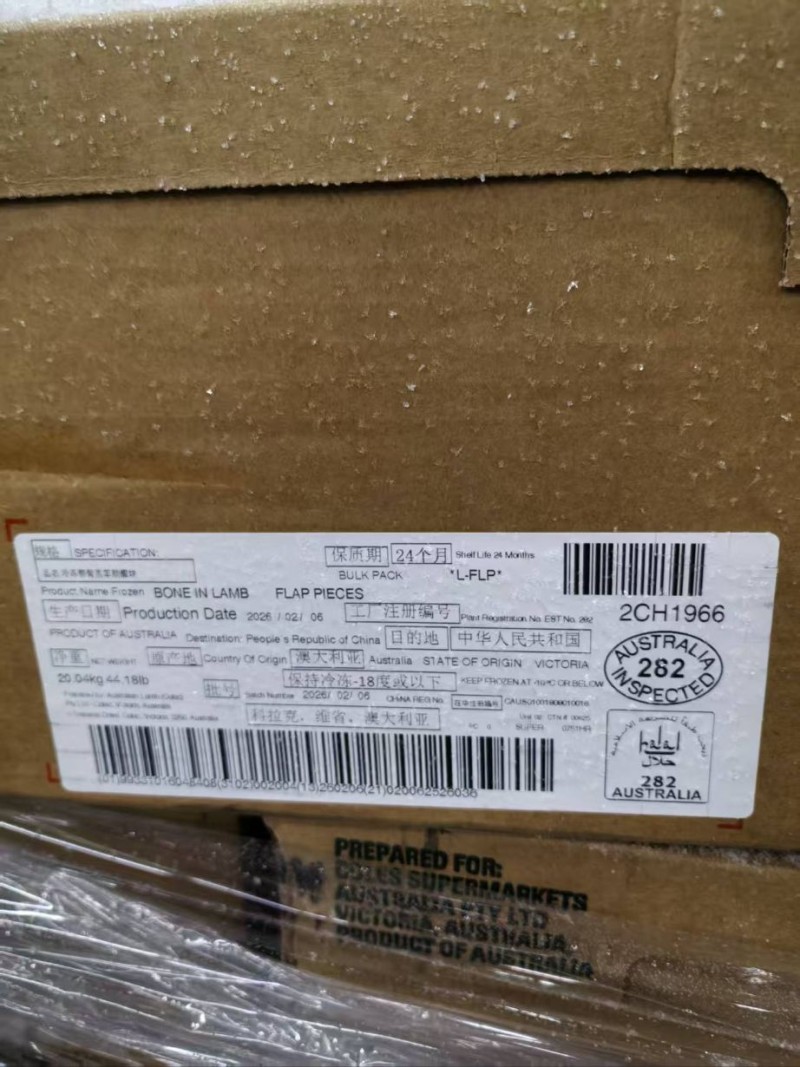 规格 SPECIFICATION:
保质期 24个月 Shelf Life 24 Months
BULK PACK *L-FLP*
Product Name Frozen BONE IN LAMB FLAP PIECES
生产日期 Production Date 2026 / 02 / 06 工厂注册编号 Plant Registration No. EST No. 282
2CH1966
PRODUCT OF AUSTRALIA Destination: People's Republic of China 目的地 中华人民共和国
净重 NET WEIGHT 原产地 Country Of Origin 澳大利亚 Australia STATE OF ORIGIN VICTORIA
20.04kg 44.18lb 保持冷冻-18度或以下 KEEP FROZEN AT -18°C OR BELOW
批号 Batch Number 2026/ 02/ 06 CHINA REG No.
科拉克，维省，澳大利亚
AUSTRALIA
282
INSPECTED
halal
حلال
282
AUSTRALIA
PREPARED FOR:
COLES SUPERMARKETS
AUSTRALIA PTY LTD
VICTORIA, AUSTRALIA
PRODUCT OF AUSTRALIA